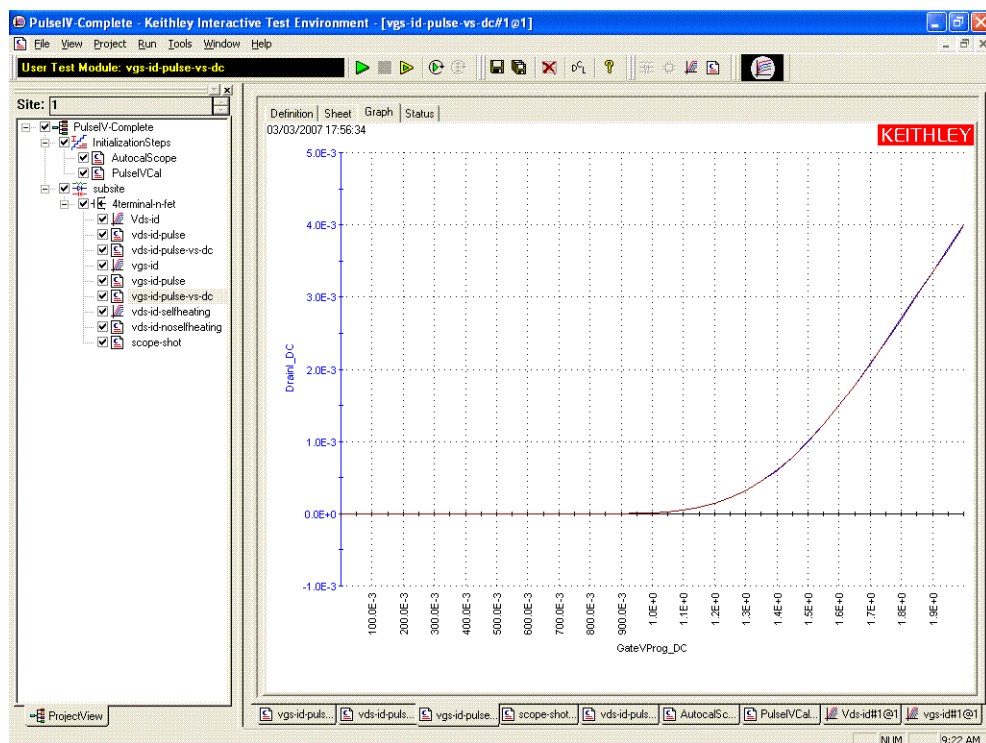 PulseIV-Complete - Keithley Interactive Test Environment - [vgs-id-pulse-vs-dc#1@1]
File View Project Run Tools Window Help
User Test Module: vgs-id-pulse-vs-dc
Site: 1
PulseIV-Complete
InitializationSteps
AutocalScope
PulseIVCal
subsite
4terminal-n-fet
Vds-id
vds-id-pulse
vds-id-pulse-vs-dc
vgs-id
vgs-id-pulse
vgs-id-pulse-vs-dc
vds-id-selfheating
vds-id-noselfheating
scope-shot
ProjectView
Definition Sheet Graph Status
03/03/2007 17:56:34
KEITHLEY
5.0E-3
4.0E-3
3.0E-3
2.0E-3
1.0E-3
0.0E+0
-1.0E-3
DrainI_DC
100.0E-3 200.0E-3 300.0E-3 400.0E-3 500.0E-3 600.0E-3 700.0E-3 800.0E-3 900.0E-3 1.0E+0 1.1E+0 1.2E+0 1.3E+0 1.4E+0 1.5E+0 1.6E+0 1.7E+0 1.8E+0 1.9E+0
GateVProg_DC
vgs-id-puls... vds-id-puls... vgs-id-pulse... scope-shot... vds-id-puls... AutocalSc... PulseIVCal... Vds-id#1@1 vgs-id#1@1
NUM 9:22 AM